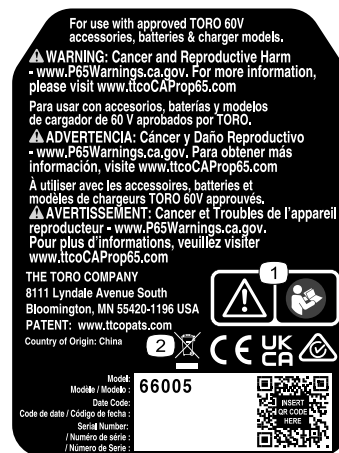 For use with approved TORO 60V
accessories, batteries & charger models.
WARNING: Cancer and Reproductive Harm
- www.P65Warnings.ca.gov. For more information,
please visit www.ttcoCAProp65.com
Para usar con accesorios, baterías y modelos
de cargador de 60 V aprobados por TORO.
ADVERTENCIA: Cáncer y Daño Reproductivo
- www.P65Warnings.ca.gov. Para obtener más
información, visite www.ttcoCAProp65.com
À utiliser avec les accessoires, batteries et
modèles de chargeurs TORO 60V approuvés.
AVERTISSEMENT: Cancer et Troubles de l'appareil
reproducteur - www.P65Warnings.ca.gov.
Pour plus d'informations, veuillez visiter
www.ttcoCAProp65.com
THE TORO COMPANY
8111 Lyndale Avenue South
Bloomington, MN 55420-1196 USA
PATENT: www.ttcopats.com
Country of Origin: China
1
2
CE UK CA
Model:
Modèle / Modelo :
66005
Date Code:
Code de date / Código de fecha :
Serial Number:
/ Numéro de série :
/ Número de Serie :
INSERT
QR CODE
HERE